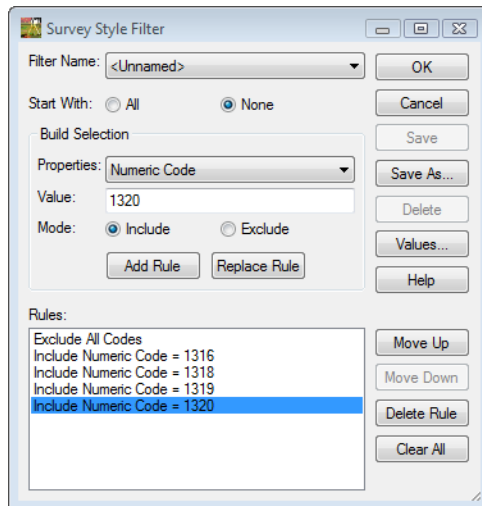 Survey Style Filter
Filter Name: <Unnamed> OK
Start With: All None Cancel
Build Selection Save
Properties: Numeric Code Save As...
Value: 1320 Delete
Mode: Include Exclude Values...
Add Rule Replace Rule Help
Rules:
Exclude All Codes Move Up
Include Numeric Code = 1316
Include Numeric Code = 1318 Move Down
Include Numeric Code = 1319
Include Numeric Code = 1320 Delete Rule
Clear All